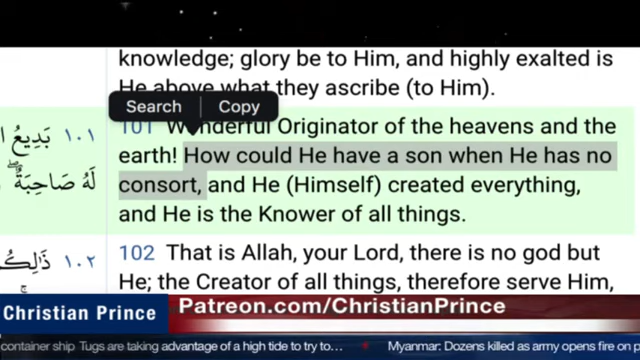 knowledge; glory be to Him, and highly exalted is
He above what they ascribe (to Him).
Search Copy
101 Wonderful Originator of the heavens and the
earth! How could He have a son when He has no
consort, and He (Himself) created everything,
and He is the Knower of all things.
١٠١ بَدِيعُ
لَهُ صَاحِبَةٌ ۖ
102 That is Allah, your Lord, there is no god but
He; the Creator of all things, therefore serve Him,
١٠٢
Christian Prince
Patreon.com/ChristianPrince
container ship Tugs are taking advantage of a high tide to try to…
Myanmar: Dozens killed as army opens fire on